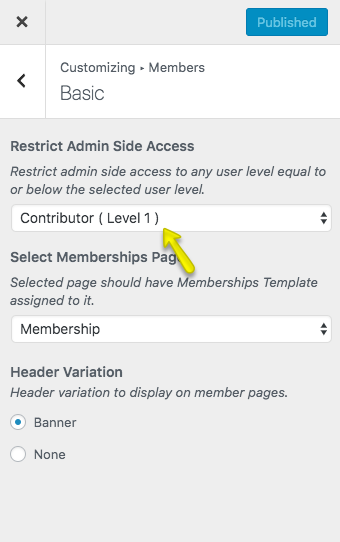 Published
Customizing ▸ Members
Basic
Restrict Admin Side Access
Restrict admin side access to any user level equal to
or below the selected user level.
Contributor ( Level 1 )
Select Memberships Page
Selected page should have Memberships Template
assigned to it.
Membership
Header Variation
Header variation to display on member pages.
Banner
None